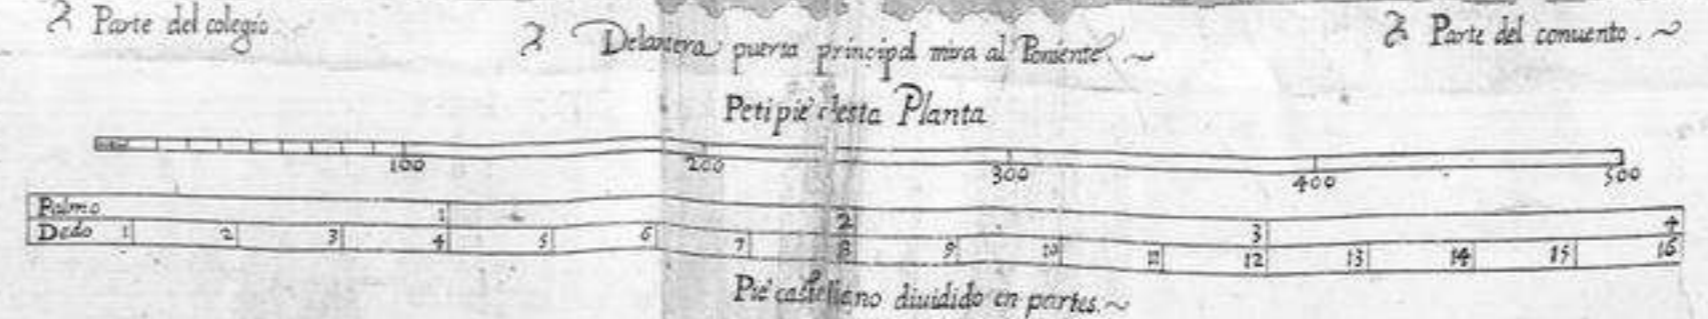 Parte del colegio
Delantera puerta principal mira al Poniente. ~
Parte del conuento. ~
Petipie desta Planta
100 200 300 400 500
Palmo 1 2 3 4
Dedo 1 2 3 4 5 6 7 8 9 10 11 12 13 14 15 16
Pie castellano diuidido en partes. ~